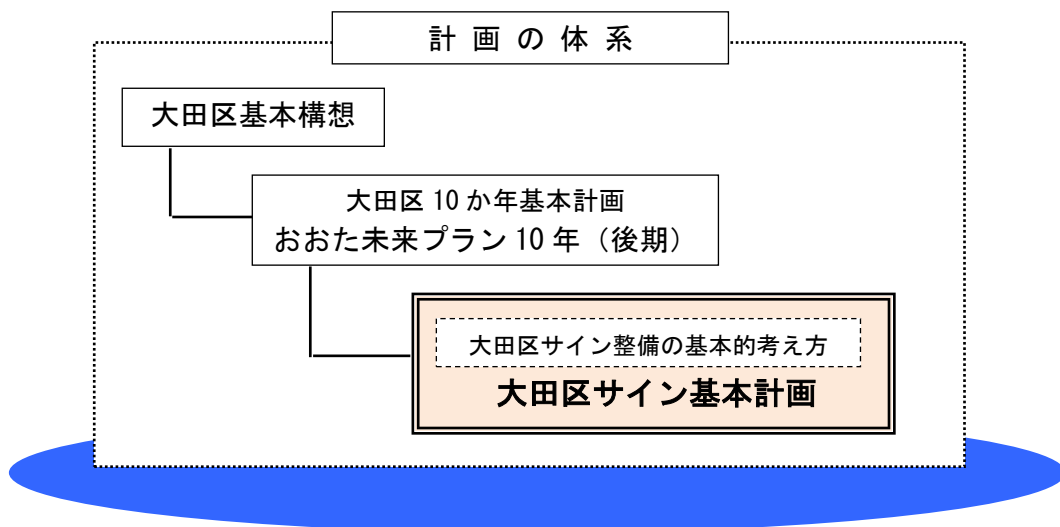 計画の体系
大田区基本構想
大田区 10 か年基本計画
おおた未来プラン 10 年（後期）
大田区サイン整備の基本的考え方
大田区サイン基本計画